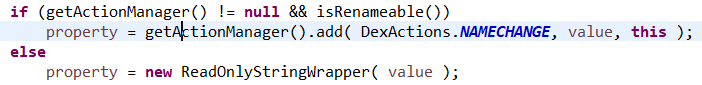 if (getActionManager() != null && isRenameable())
    property = getActionManager().add( DexActions.NAMECHANGE, value, this );
else
    property = new ReadOnlyStringWrapper( value );